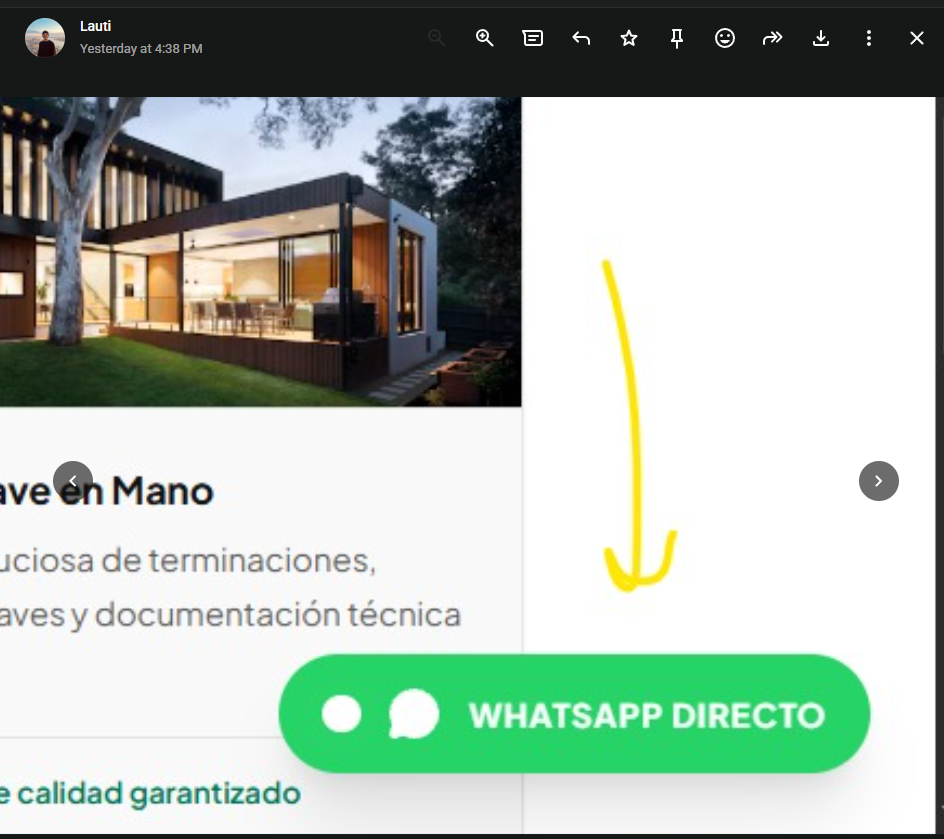 Lauti
Yesterday at 4:38 PM
ave en Mano
uciosa de terminaciones,
aves y documentación técnica
WHATSAPP DIRECTO
e calidad garantizado